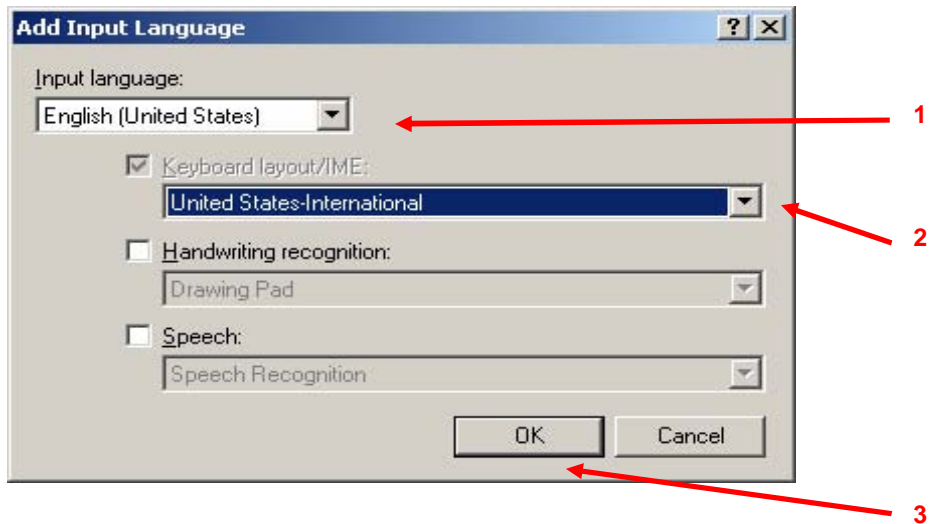 Add Input Language
Input language:
English (United States)
1
Keyboard layout/IME:
United States-International
2
Handwriting recognition:
Drawing Pad
Speech:
Speech Recognition
OK Cancel
3